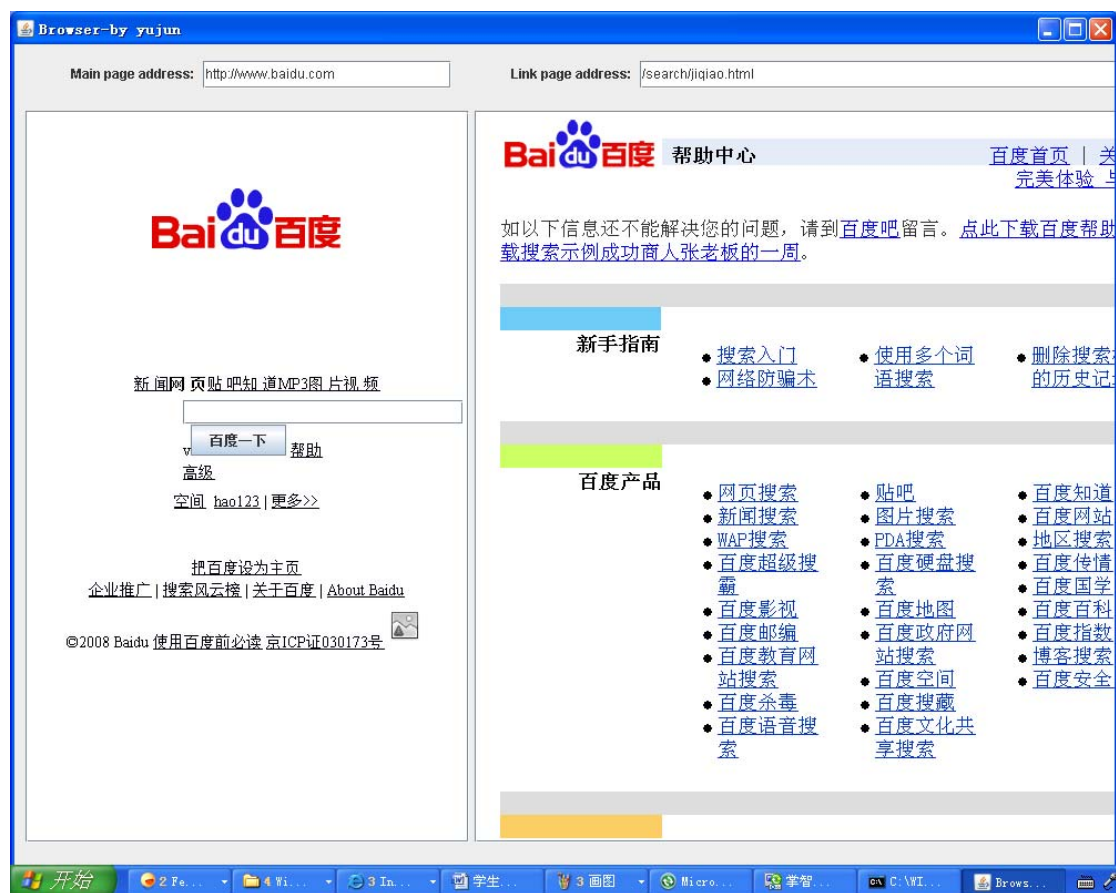 Browser-by yujun
Main page address: http://www.baidu.com
Link page address: /search/jiqiao.html
Bai du 百度
新 闻网 页贴 吧知 道MP3图 片视 频
百度一下
帮助
高级
空间 hao123 | 更多>>
把百度设为主页
企业推广 | 搜索风云榜 | 关于百度 | About Baidu
©2008 Baidu 使用百度前必读 京ICP证030173号
Bai du 百度 帮助中心
百度首页 | 关
完美体验 与
如以下信息还不能解决您的问题，请到百度吧留言。点此下载百度帮助
载搜索示例成功商人张老板的一周。
新手指南
搜索入门
网络防骗术
使用多个词
语搜索
删除搜索
的历史记
百度产品
网页搜索
新闻搜索
WAP搜索
百度超级搜
霸
百度影视
百度邮编
百度教育网
站搜索
百度杀毒
百度语音搜
索
贴吧
图片搜索
PDA搜索
百度硬盘搜
索
百度地图
百度政府网
站搜索
百度空间
百度搜藏
百度文化共
享搜索
百度知道
百度网站
地区搜索
百度传情
百度国学
百度百科
百度指数
博客搜索
百度安全
开始 2 Fe... 4 Wi... 3 In... 学生... 3 画图 Micro... 掌智... C:\WI... Brows...